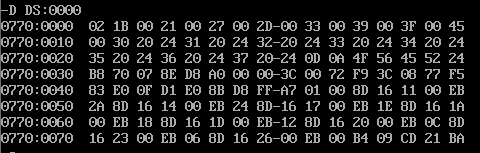 -D DS:0000
0770:0000 02 1B 00 21 00 27 00 2D-00 33 00 39 00 3F 00 45
0770:0010 00 30 20 24 31 20 24 32-20 24 33 20 24 34 20 24
0770:0020 35 20 24 36 20 24 37 20-24 0D 0A 4F 56 45 52 24
0770:0030 B8 70 07 8E D8 A0 00 00-3C 00 72 F9 3C 08 77 F5
0770:0040 83 E0 0F D1 E0 8B D8 FF-A7 01 00 8D 16 11 00 EB
0770:0050 2A 8D 16 14 00 EB 24 8D-16 17 00 EB 1E 8D 16 1A
0770:0060 00 EB 18 8D 16 1D 00 EB-12 8D 16 20 00 EB 0C 8D
0770:0070 16 23 00 EB 06 8D 16 26-00 EB 00 B4 09 CD 21 BA